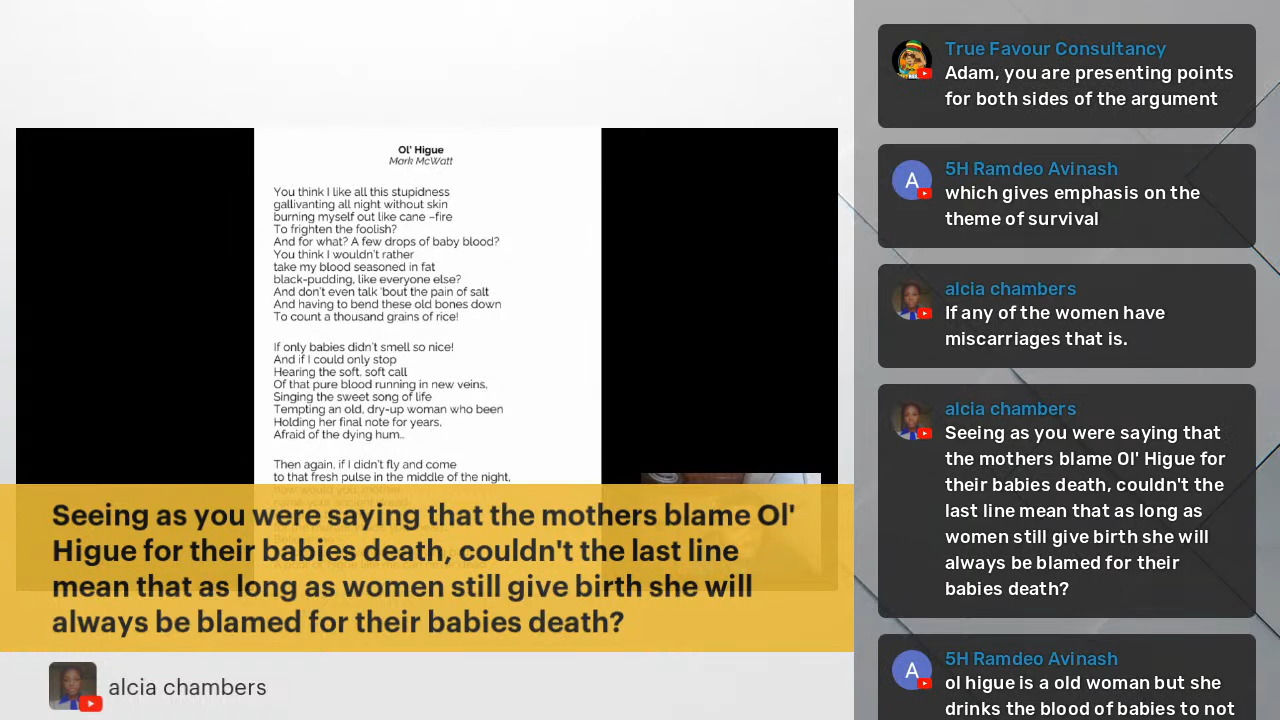 Ol' Higue
Mark McWatt
You think I like all this stupidness
gallivanting all night without skin
burning myself out like cane –fire
To frighten the foolish?
And for what? A few drops of baby blood?
You think I wouldn't rather
take my blood seasoned in fat
black-pudding, like everyone else?
And don't even talk 'bout the pain of salt
And having to bend these old bones down
To count a thousand grains of rice!
If only babies didn't smell so nice!
And if I could only stop
Hearing the soft, soft call
Of that pure blood running in new veins,
Singing the sweet song of life
Tempting an old, dry-up woman who been
Holding her final note for years,
Afraid of the dying hum...
Then again, if I didn't fly and come
to that fresh pulse in the middle of the night,
how would you, mother
Seeing as you were saying that the mothers blame Ol'
Higue for their babies death, couldn't the last line
mean that as long as women still give birth she will
always be blamed for their babies death?
alcia chambers
True Favour Consultancy
Adam, you are presenting points
for both sides of the argument
A
5H Ramdeo Avinash
which gives emphasis on the
theme of survival
alcia chambers
If any of the women have
miscarriages that is.
alcia chambers
Seeing as you were saying that
the mothers blame Ol' Higue for
their babies death, couldn't the
last line mean that as long as
women still give birth she will
always be blamed for their
babies death?
A
5H Ramdeo Avinash
ol higue is a old woman but she
drinks the blood of babies to not